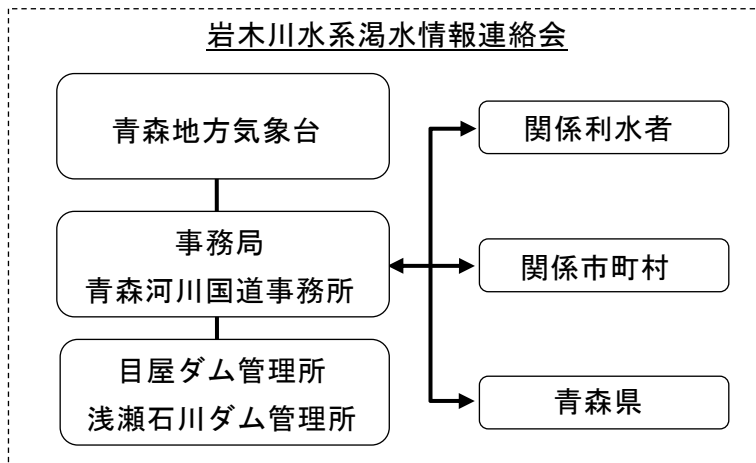 岩木川水系渇水情報連絡会
青森地方気象台
事務局
青森河川国道事務所
目屋ダム管理所
浅瀬石川ダム管理所
関係利水者
関係市町村
青森県